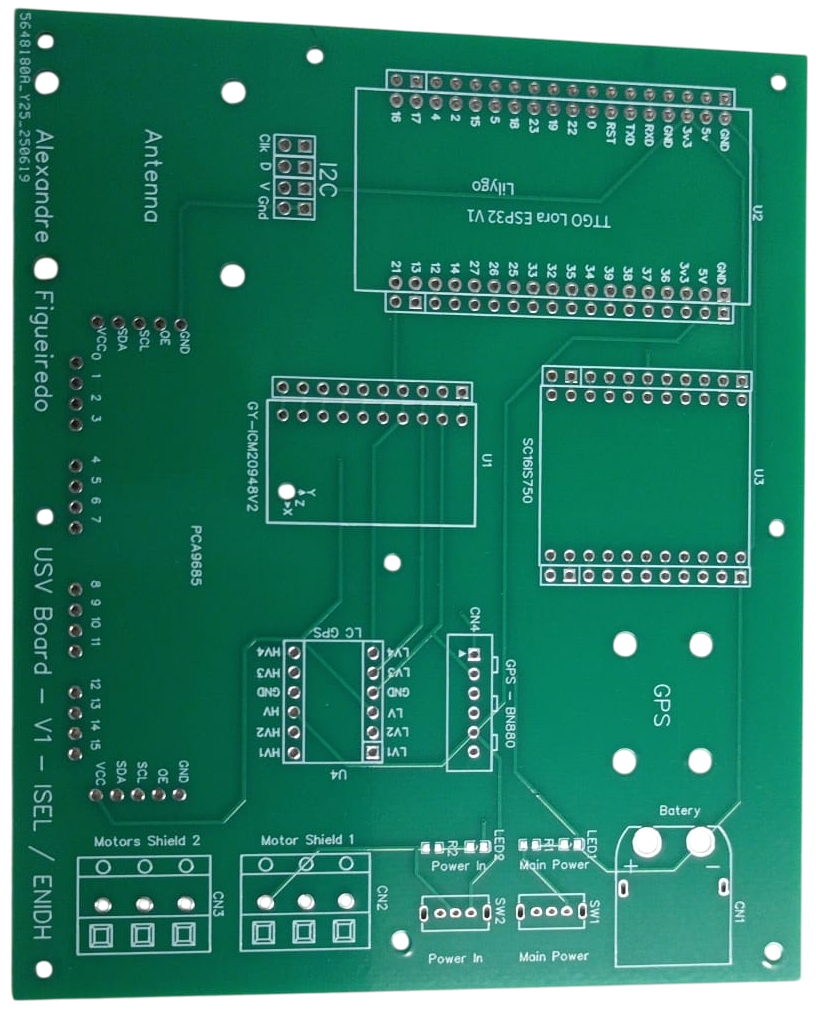 5648180A_Y25_250619
Alexandre Figueiredo
USV Board - V1 - ISEL / ENIDH
Antenna
I2C
Clk
D
V
Gnd
16
17
4
2
15
5
18
23
19
22
0
RST
TXD
RXD
GND
3v3
5v
GND
Lilygo
TTGO Lora ESP32 V1
U2
21
13
12
14
27
26
25
33
32
35
34
39
38
37
36
3v3
5V
GND
VCC
SDA
SCL
OE
GND
0
1
2
3
4
5
6
7
8
9
10
11
12
13
14
15
PCA9685
VCC
SDA
SCL
OE
GND
GY-ICM20948V2
U1
Y
Z
X
SC16IS750
U3
LC GPS
HV4
HV3
GND
HV
HV2
HV1
LV4
LV3
GND
LV
LV2
LV1
U4
CN4
GPS - BN880
GPS
Motors Shield 2
CN3
Motor Shield 1
CN2
R2
LED2
Power In
SW2
Power In
R1
LED1
Main Power
SW1
Main Power
Batery
+
-
CN1